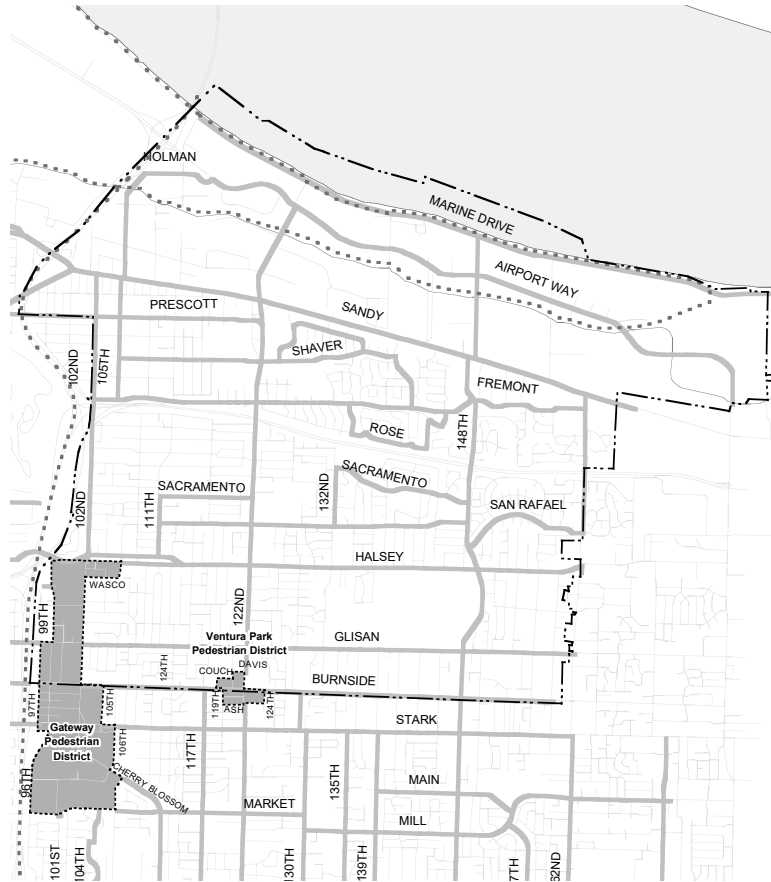 HOLMAN
MARINE DRIVE
AIRPORT WAY
PRESCOTT
SANDY
SHAVER
102ND
105TH
FREMONT
ROSE
148TH
SACRAMENTO
SACRAMENTO
132ND
111TH
102ND
SAN RAFAEL
HALSEY
WASCO
99TH
122ND
GLISAN
Ventura Park
Pedestrian District
124TH
COUCH
DAVIS
BURNSIDE
97TH
105TH
119TH
ASH
124TH
STARK
Gateway
Pedestrian
District
106TH
117TH
96TH
CHERRY BLOSSOM
135TH
MAIN
MARKET
MILL
101ST
104TH
130TH
139TH
7TH
62ND